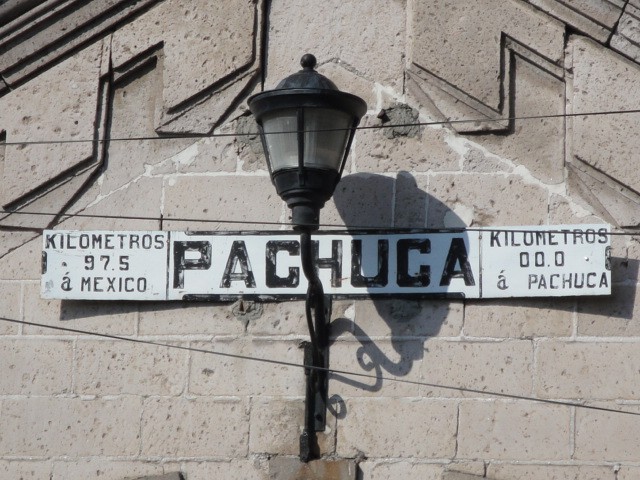 KILOMETROS
97.5
á MEXICO
PACHUCA
KILOMETROS
00.0
á PACHUCA